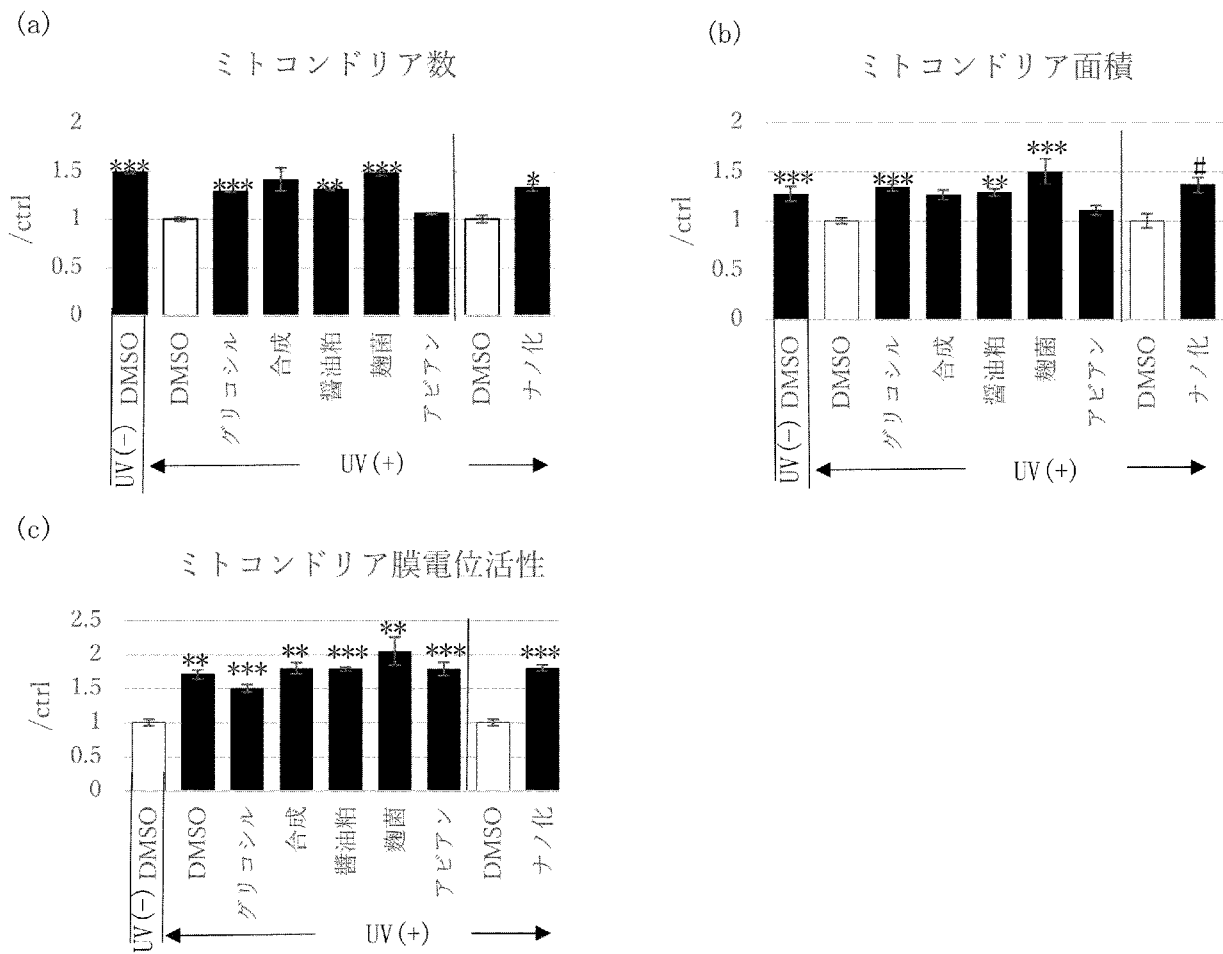 (a)
ミトコンドリア数
/ctrl
2
1.5
1
0.5
0
***
***
**
***
*
DMSO
DMSO
グリコシル
合成
醤油粕
麹菌
アビアン
DMSO
ナノ化
UV(-)
UV(+)
(b)
ミトコンドリア面積
/ctrl
2
1.5
1
0.5
0
***
***
**
***
#
DMSO
DMSO
グリコシル
合成
醤油粕
麹菌
アビアン
DMSO
ナノ化
UV(-)
UV(+)
(c)
ミトコンドリア膜電位活性
/ctrl
2.5
2
1.5
1
0.5
0
**
***
**
***
**
***
***
DMSO
DMSO
グリコシル
合成
醤油粕
麹菌
アビアン
DMSO
ナノ化
UV(-)
UV(+)